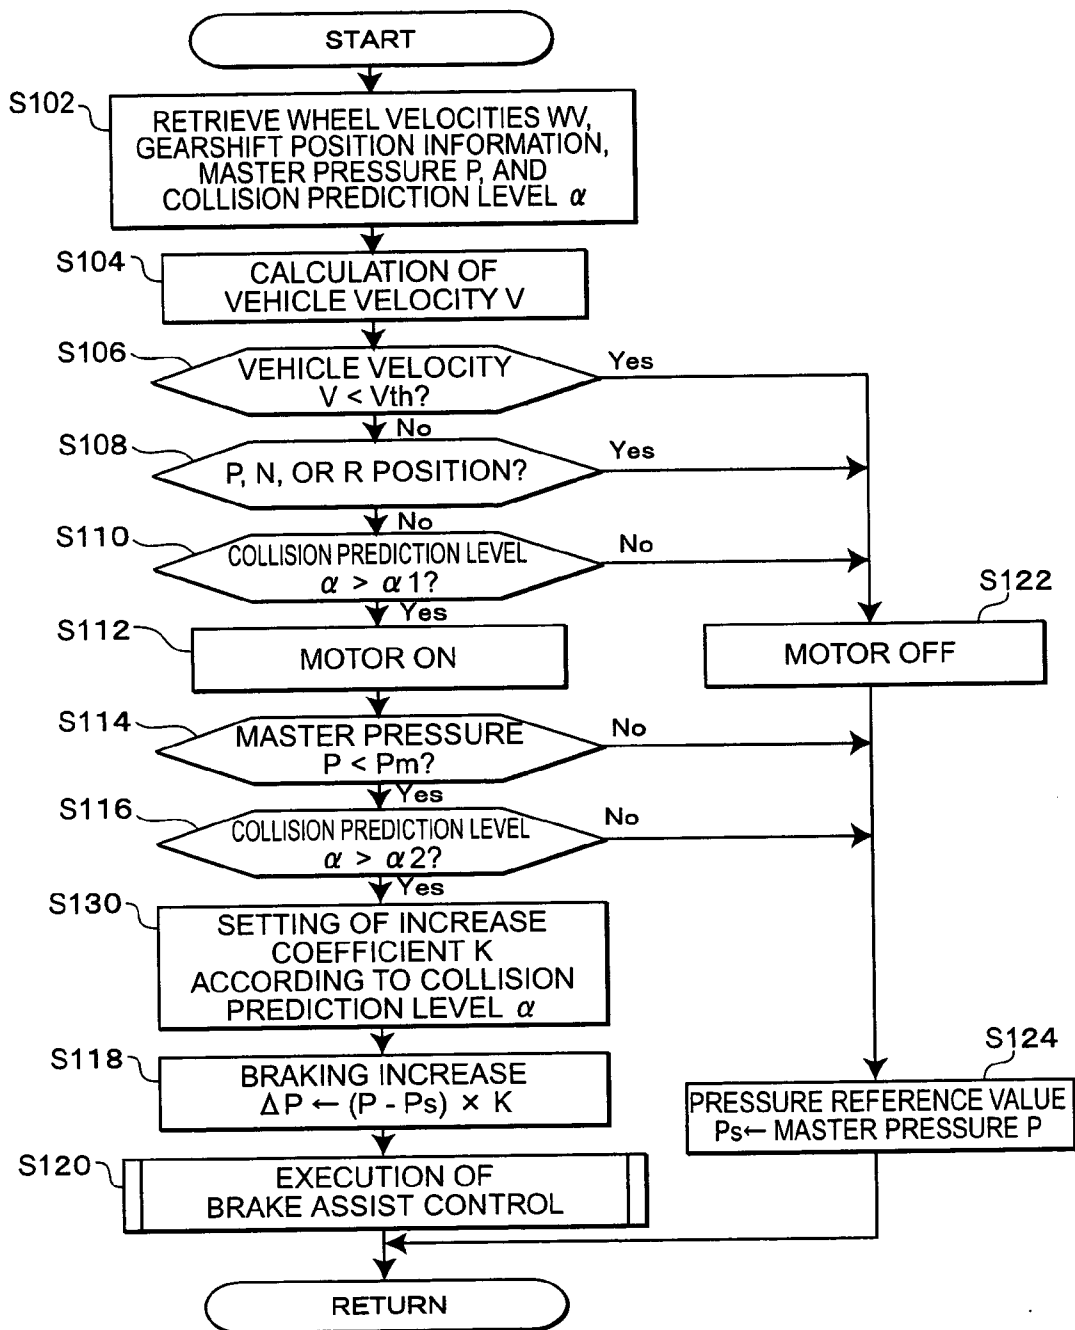 START
S102
RETRIEVE WHEEL VELOCITIES WV,
GEARSHIFT POSITION INFORMATION,
MASTER PRESSURE P, AND
COLLISION PREDICTION LEVEL α
S104
CALCULATION OF
VEHICLE VELOCITY V
S106
VEHICLE VELOCITY
V < Vth?
Yes
No
S108
P, N, OR R POSITION?
Yes
No
S110
COLLISION PREDICTION LEVEL
α > α1?
No
Yes
S112
MOTOR ON
S122
MOTOR OFF
S114
MASTER PRESSURE
P < Pm?
No
Yes
S116
COLLISION PREDICTION LEVEL
α > α2?
No
Yes
S130
SETTING OF INCREASE
COEFFICIENT K
ACCORDING TO COLLISION
PREDICTION LEVEL α
S118
BRAKING INCREASE
ΔP ← (P - Ps) × K
S124
PRESSURE REFERENCE VALUE
Ps← MASTER PRESSURE P
S120
EXECUTION OF
BRAKE ASSIST CONTROL
RETURN